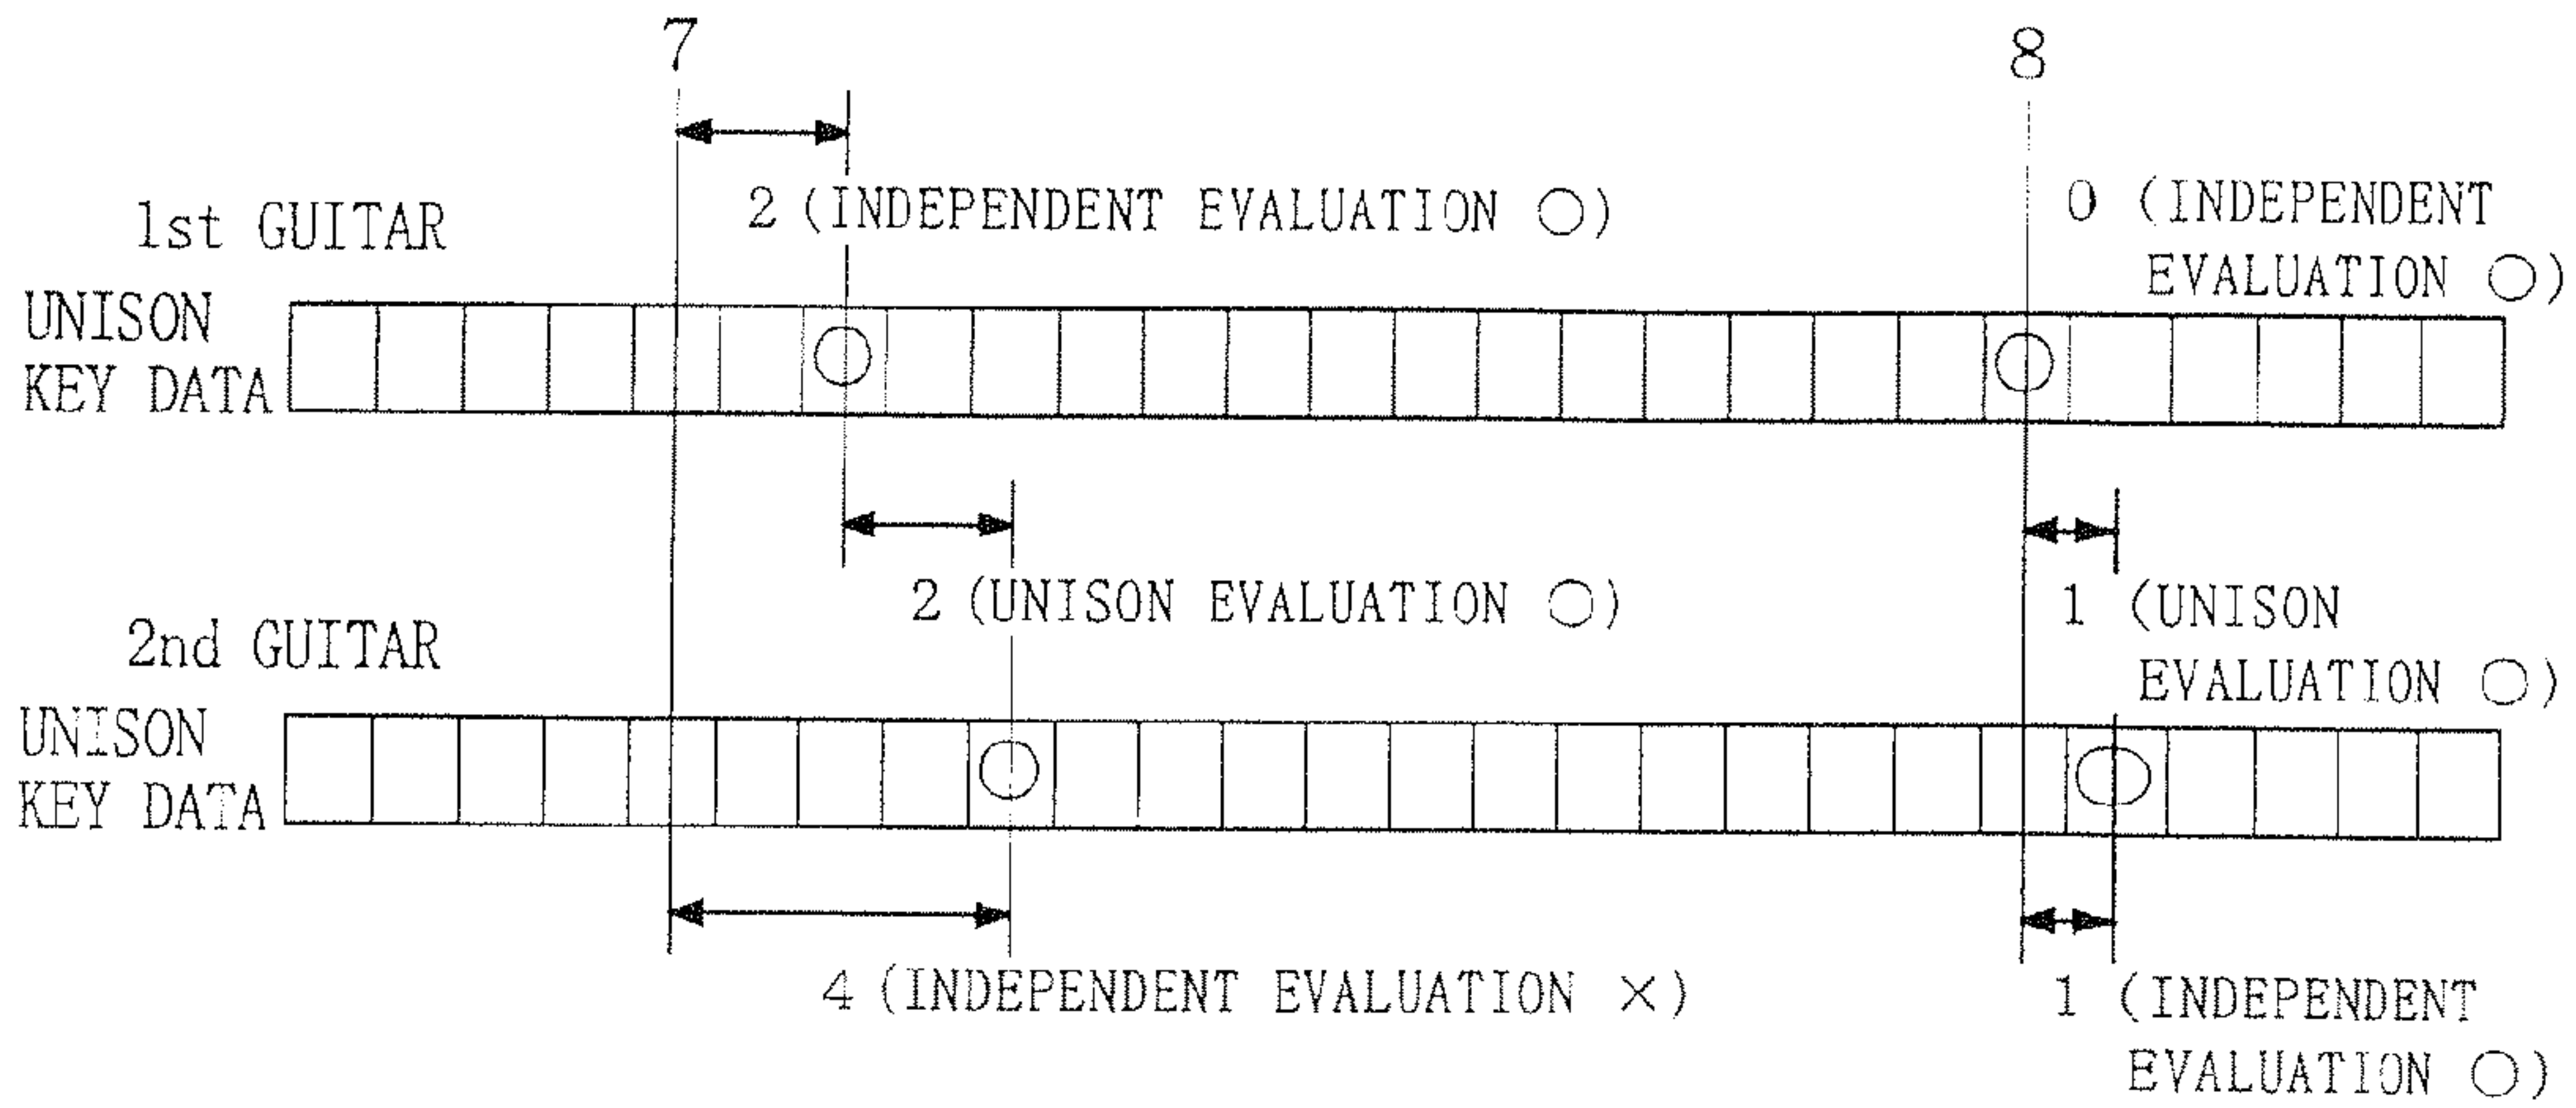 7
8
2 (INDEPENDENT EVALUATION ○)
0 (INDEPENDENT
EVALUATION ○)
1st GUITAR
UNISON
KEY DATA
2 (UNISON EVALUATION ○)
1 (UNISON
EVALUATION ○)
2nd GUITAR
UNISON
KEY DATA
4 (INDEPENDENT EVALUATION ×)
1 (INDEPENDENT
EVALUATION ○)